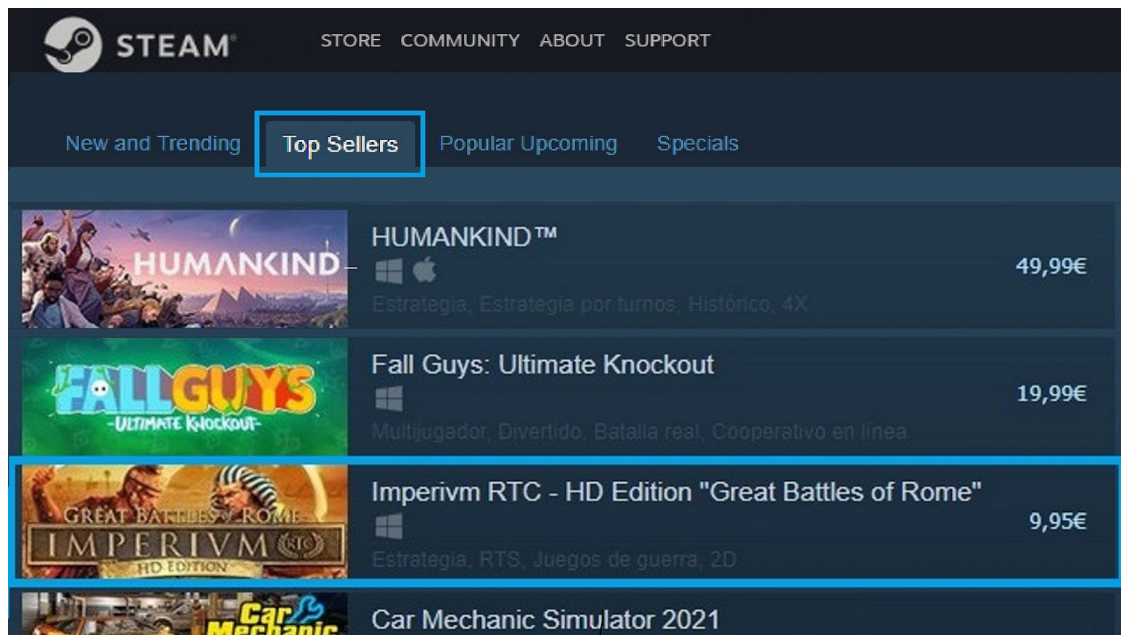 STEAM®
STORE COMMUNITY ABOUT SUPPORT
New and Trending Top Sellers Popular Upcoming Specials
HUMANKIND
HUMANKIND™
49,99€
Estrategia, Estrategia por turnos, Histórico, 4X
FALL GUYS
-ULTIMATE KNOCKOUT-
Fall Guys: Ultimate Knockout
19,99€
Multijugador, Divertido, Batalla real, Cooperativo en línea
GREAT BATTLES OF ROME
IMPERIVM RTC
HD EDITION
Imperivm RTC - HD Edition "Great Battles of Rome"
9,95€
Estrategia, RTS, Juegos de guerra, 2D
Car
Mechanic
Car Mechanic Simulator 2021